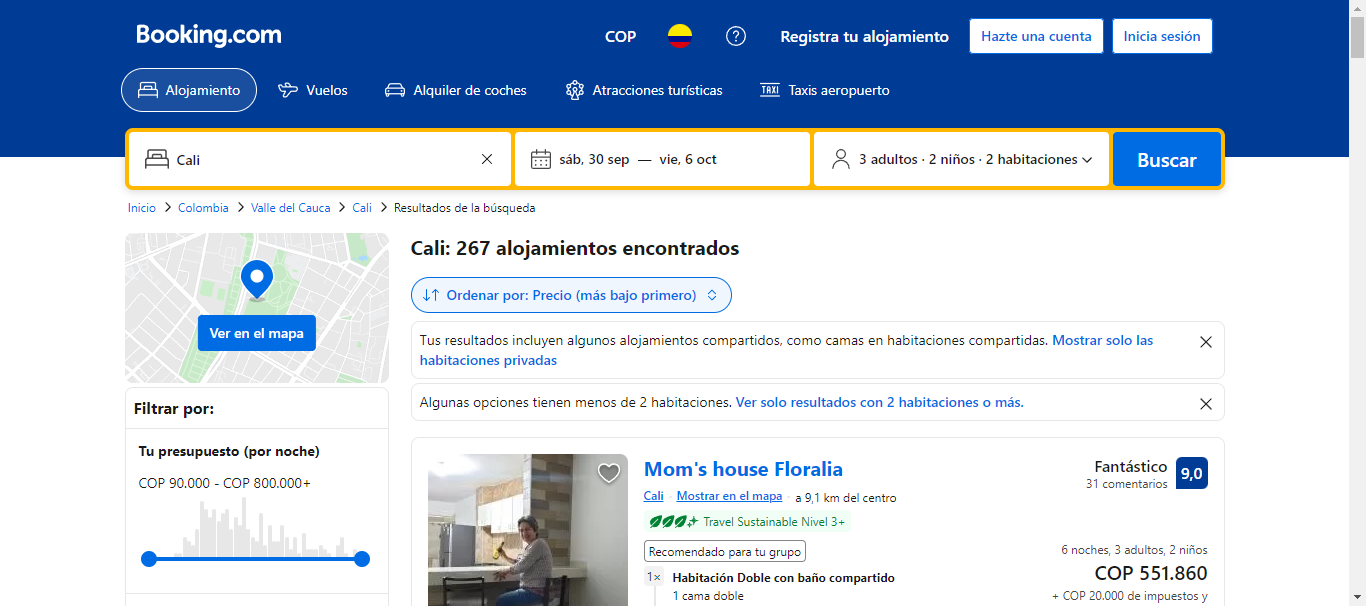 Booking.com
COP
Registra tu alojamiento
Hazte una cuenta
Inicia sesión
Alojamiento
Vuelos
Alquiler de coches
Atracciones turísticas
TAXI Taxis aeropuerto
Cali
sáb, 30 sep — vie, 6 oct
3 adultos · 2 niños · 2 habitaciones
Buscar
Inicio > Colombia > Valle del Cauca > Cali > Resultados de la búsqueda
Ver en el mapa
Filtrar por:
Tu presupuesto (por noche)
COP 90.000 - COP 800.000+
Cali: 267 alojamientos encontrados
Ordenar por: Precio (más bajo primero)
Tus resultados incluyen algunos alojamientos compartidos, como camas en habitaciones compartidas. Mostrar solo las
habitaciones privadas
Algunas opciones tienen menos de 2 habitaciones. Ver solo resultados con 2 habitaciones o más.
Mom's house Floralia
Cali · Mostrar en el mapa · a 9,1 km del centro
Travel Sustainable Nivel 3+
Recomendado para tu grupo
1× Habitación Doble con baño compartido
1 cama doble
Fantástico
31 comentarios
9,0
6 noches, 3 adultos, 2 niños
COP 551.860
+ COP 20.000 de impuestos y